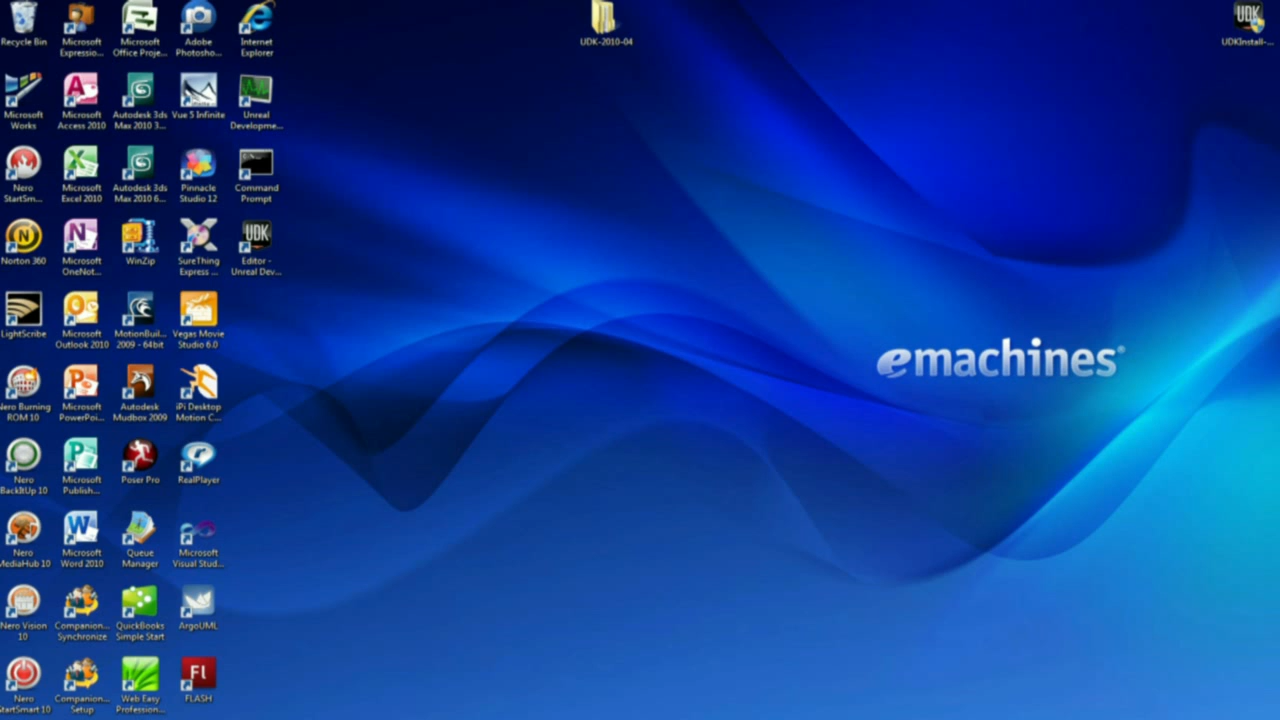 Recycle Bin
Microsoft
Expressio...
Microsoft
Office Proje...
Adobe
Photosho...
Internet
Explorer
UDK-2010-04
UDK
UDKInstall-...
Microsoft
Works
Microsoft
Access 2010
Autodesk 3ds
Max 2010 3...
Vue 5 Infinite
Unreal
Developme...
Nero
StartSm...
Microsoft
Excel 2010
Autodesk 3ds
Max 2010 6...
Pinnacle
Studio 12
Command
Prompt
Norton 360
Microsoft
OneNot...
WinZip
SureThing
Express ...
UDK
Editor -
Unreal Dev...
LightScribe
Microsoft
Outlook 2010
MotionBuil...
2009 - 64bit
Vegas Movie
Studio 6.0
emachines®
Nero Burning
ROM 10
Microsoft
PowerPoi...
Autodesk
Mudbox 2009
iPi Desktop
Motion C...
Nero
BackItUp 10
Microsoft
Publish...
Poser Pro
RealPlayer
Nero
MediaHub 10
Microsoft
Word 2010
Queue
Manager
Microsoft
Visual Stud...
Nero Vision
10
Companion...
Synchronize
QuickBooks
Simple Start
ArgoUML
Nero
StartSmart 10
Companion...
Setup
Web Easy
Profession...
Fl
FLASH